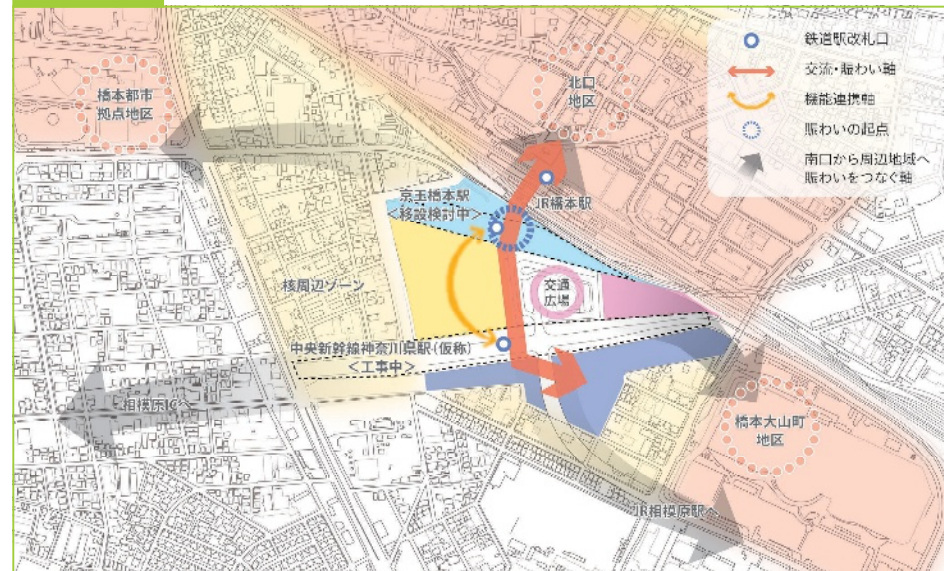 鉄道駅改札口
交流・賑わい軸
機能連携軸
賑わいの起点
南口から周辺地域へ
賑わいをつなぐ軸
橋本都市
拠点地区
北口
地区
京王橋本駅
<移設検討中>
JR橋本駅
核周辺ゾーン
交通
広場
中央新幹線神奈川県駅(仮称)
<工事中>
相模原ICへ
橋本大山町
地区
JR相模原駅へ